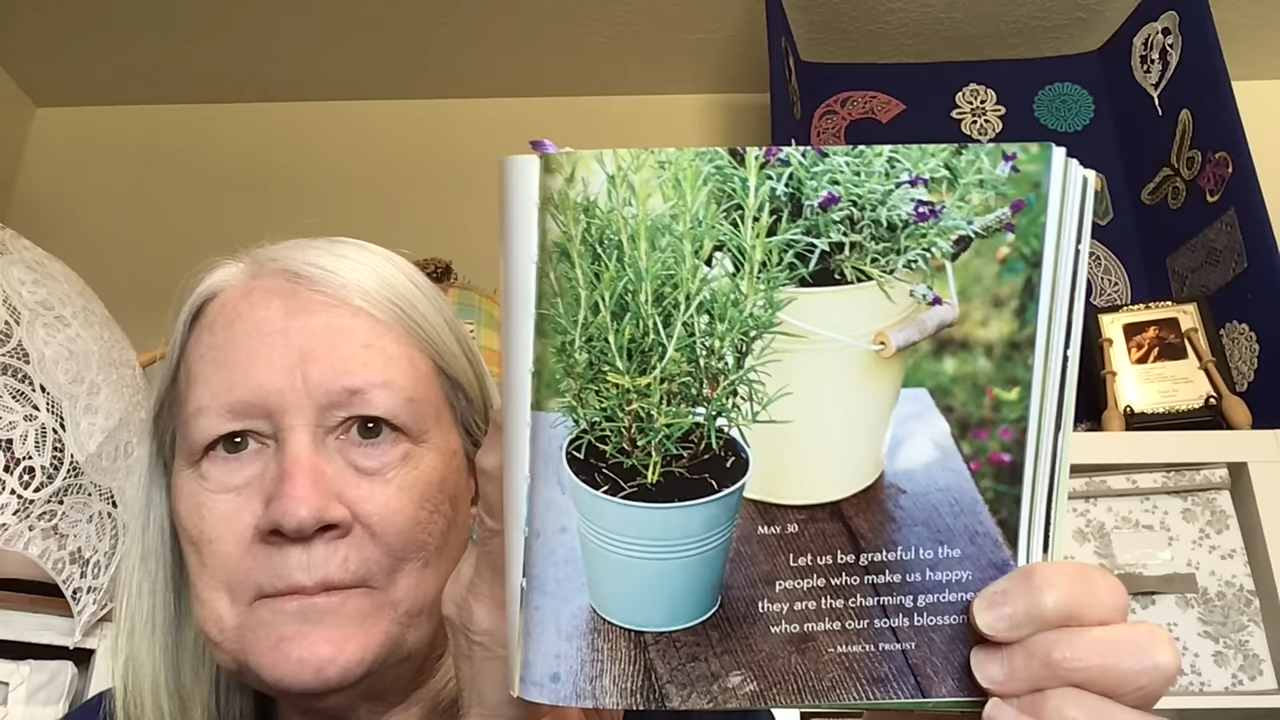 MAY 30
Let us be grateful to the
people who make us happy;
they are the charming gardene
who make our souls blossom
– MARCEL PROUST